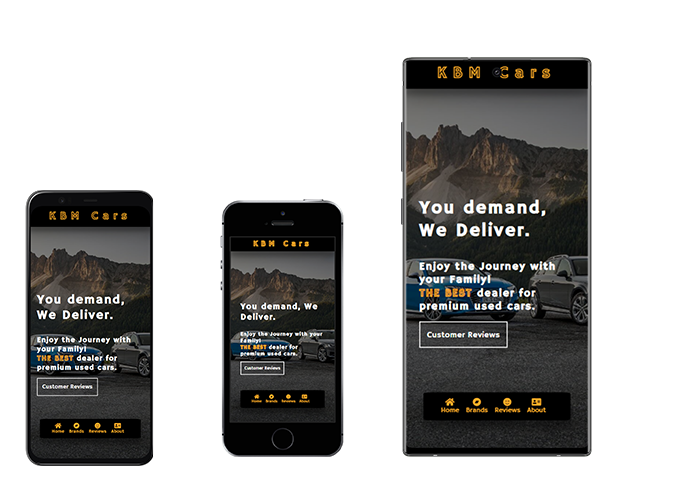 KBM Cars
You demand,
We Deliver.
Enjoy the Journey with
your Family!
THE BEST dealer for
premium used cars.
Customer Reviews
Home Brands Reviews About
KBM Cars
You demand, We
Deliver.
Enjoy the Journey with your
Family!
THE BEST dealer for
premium used cars.
Customer Reviews
Home Brands Reviews About
KBM Cars
You demand,
We Deliver.
Enjoy the Journey with
your Family!
THE BEST dealer for
premium used cars.
Customer Reviews
Home Brands Reviews About